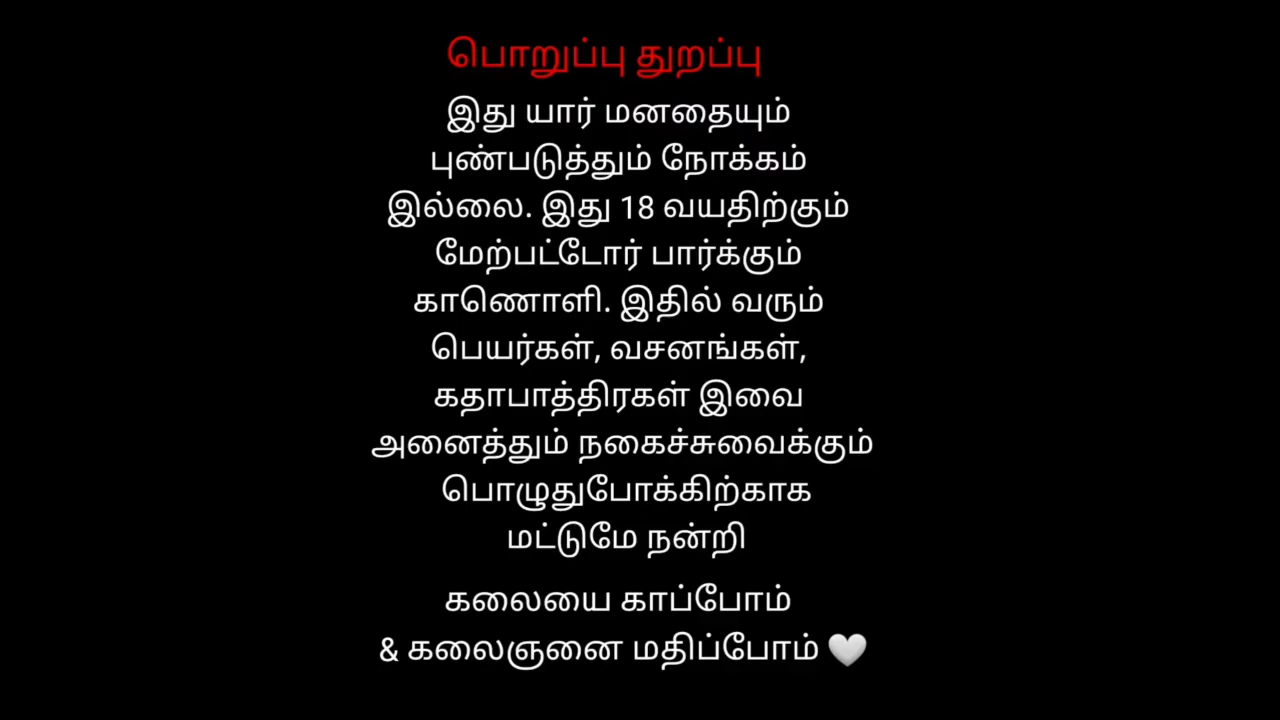 பொறுப்பு துறப்பு
இது யார் மனதையும்
புண்படுத்தும் நோக்கம்
இல்லை. இது 18 வயதிற்கும்
மேற்பட்டோர் பார்க்கும்
காணொளி. இதில் வரும்
பெயர்கள், வசனங்கள்,
கதாபாத்திரகள் இவை
அனைத்தும் நகைச்சுவைக்கும்
பொழுதுபோக்கிற்காக
மட்டுமே நன்றி
கலையை காப்போம்
& கலைஞனை மதிப்போம் 🤍